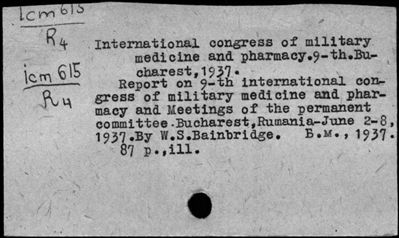 icm 615
R4
International congress of military
medicine and pharmacy.9-th.Bu-
charest,1937.
icm 615
R4
Report on 9-th international con-
gress of military medicine and phar-
macy and Meetings of the permanent
committee.Bucharest,Rumania-June 2-8,
1937.By W.S.Bainbridge. Б.м., 1937.
87 p.,ill.